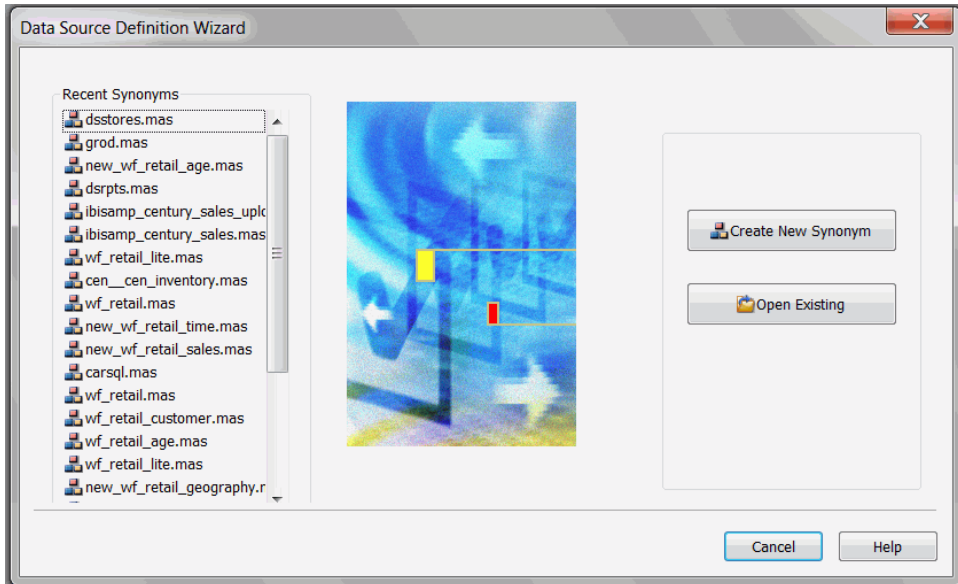 Data Source Definition Wizard
Recent Synonyms
dsstores.mas
grod.mas
new_wf_retail_age.mas
dsrpts.mas
ibisamp_century_sales_uplo
ibisamp_century_sales.mas
wf_retail_lite.mas
cen__cen_inventory.mas
wf_retail.mas
new_wf_retail_time.mas
new_wf_retail_sales.mas
carsql.mas
wf_retail.mas
wf_retail_customer.mas
wf_retail_age.mas
wf_retail_lite.mas
new_wf_retail_geography.r
Create New Synonym
Open Existing
Cancel
Help